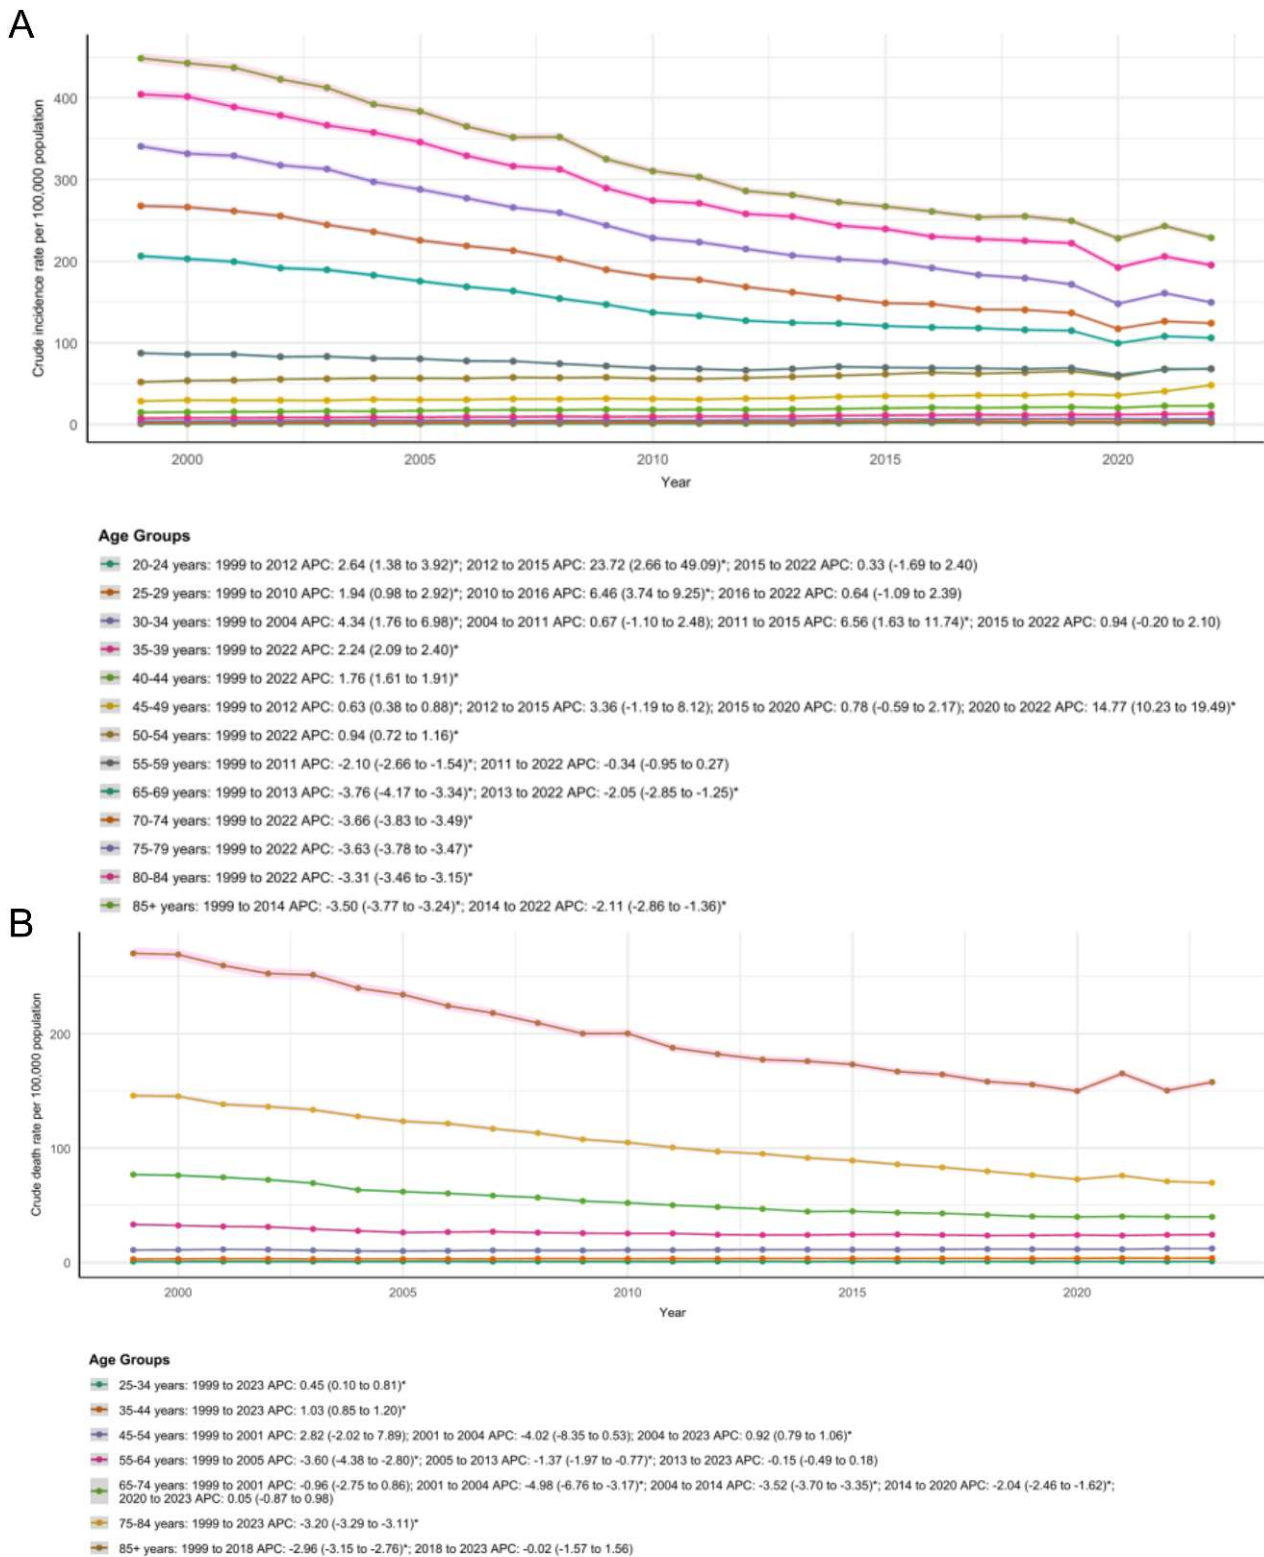 A
Crude incidence rate per 100,000 population
400
300
200
100
0
2000 2005 2010 2015 2020
Year
Age Groups
20-24 years: 1999 to 2012 APC: 2.64 (1.38 to 3.92)*; 2012 to 2015 APC: 23.72 (2.66 to 49.09)*; 2015 to 2022 APC: 0.33 (-1.69 to 2.40)
25-29 years: 1999 to 2010 APC: 1.94 (0.98 to 2.92)*; 2010 to 2016 APC: 6.46 (3.74 to 9.25)*; 2016 to 2022 APC: 0.64 (-1.09 to 2.39)
30-34 years: 1999 to 2004 APC: 4.34 (1.76 to 6.98)*; 2004 to 2011 APC: 0.67 (-1.10 to 2.48); 2011 to 2015 APC: 6.56 (1.63 to 11.74)*; 2015 to 2022 APC: 0.94 (-0.20 to 2.10)
35-39 years: 1999 to 2022 APC: 2.24 (2.09 to 2.40)*
40-44 years: 1999 to 2022 APC: 1.76 (1.61 to 1.91)*
45-49 years: 1999 to 2012 APC: 0.63 (0.38 to 0.88)*; 2012 to 2015 APC: 3.36 (-1.19 to 8.12); 2015 to 2020 APC: 0.78 (-0.59 to 2.17); 2020 to 2022 APC: 14.77 (10.23 to 19.49)*
50-54 years: 1999 to 2022 APC: 0.94 (0.72 to 1.16)*
55-59 years: 1999 to 2011 APC: -2.10 (-2.66 to -1.54)*; 2011 to 2022 APC: -0.34 (-0.95 to 0.27)
65-69 years: 1999 to 2013 APC: -3.76 (-4.17 to -3.34)*; 2013 to 2022 APC: -2.05 (-2.85 to -1.25)*
70-74 years: 1999 to 2022 APC: -3.66 (-3.83 to -3.49)*
75-79 years: 1999 to 2022 APC: -3.63 (-3.78 to -3.47)*
80-84 years: 1999 to 2022 APC: -3.31 (-3.46 to -3.15)*
85+ years: 1999 to 2014 APC: -3.50 (-3.77 to -3.24)*; 2014 to 2022 APC: -2.11 (-2.86 to -1.36)*
B
Crude death rate per 100,000 population
200
100
0
2000 2005 2010 2015 2020
Year
Age Groups
25-34 years: 1999 to 2023 APC: 0.45 (0.10 to 0.81)*
35-44 years: 1999 to 2023 APC: 1.03 (0.85 to 1.20)*
45-54 years: 1999 to 2001 APC: 2.82 (-2.02 to 7.89); 2001 to 2004 APC: -4.02 (-8.35 to 0.53); 2004 to 2023 APC: 0.92 (0.79 to 1.06)*
55-64 years: 1999 to 2005 APC: -3.60 (-4.38 to -2.80)*; 2005 to 2013 APC: -1.37 (-1.97 to -0.77)*; 2013 to 2023 APC: -0.15 (-0.49 to 0.18)
65-74 years: 1999 to 2001 APC: -0.96 (-2.75 to 0.86); 2001 to 2004 APC: -4.98 (-6.76 to -3.17)*; 2004 to 2014 APC: -3.52 (-3.70 to -3.35)*; 2014 to 2020 APC: -2.04 (-2.46 to -1.62)*;
2020 to 2023 APC: 0.05 (-0.87 to 0.98)
75-84 years: 1999 to 2023 APC: -3.20 (-3.29 to -3.11)*
85+ years: 1999 to 2018 APC: -2.96 (-3.15 to -2.76)*; 2018 to 2023 APC: -0.02 (-1.57 to 1.56)